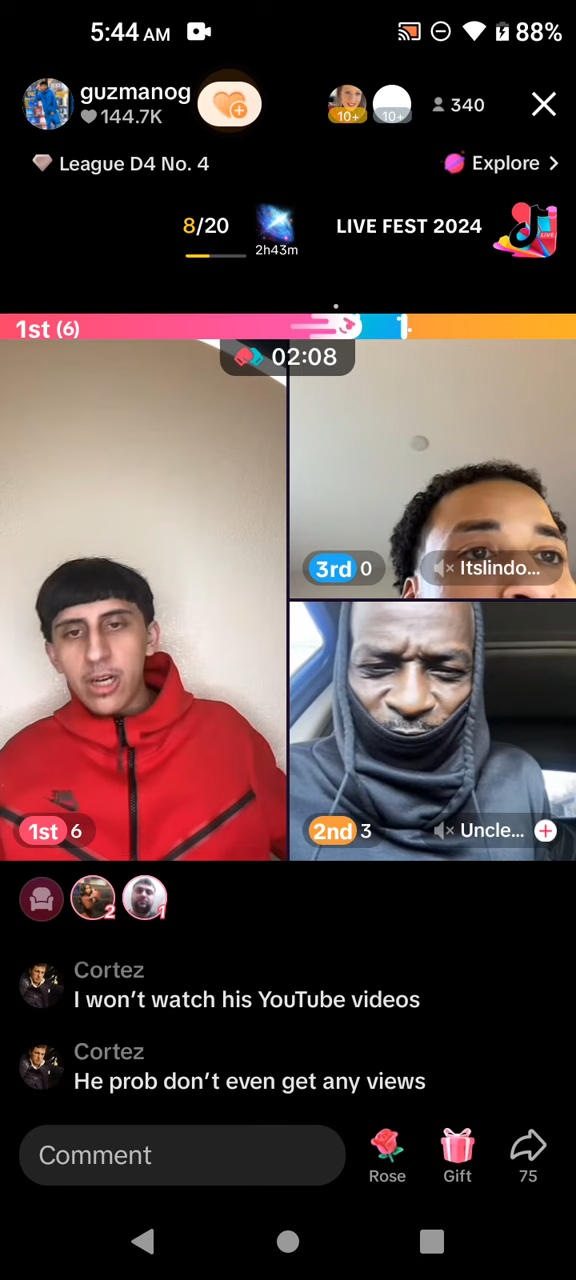 5:44 AM
88%
guzmanog
144.7K
10+
10+
340
League D4 No. 4
Explore >
8/20
2h43m
LIVE FEST 2024
LIVE
1st (6)
02:08
3rd 0
Itslindo...
1st 6
2nd 3
Uncle...
2
1
Cortez
I won’t watch his YouTube videos
Cortez
He prob don’t even get any views
Comment
Rose
Gift
75